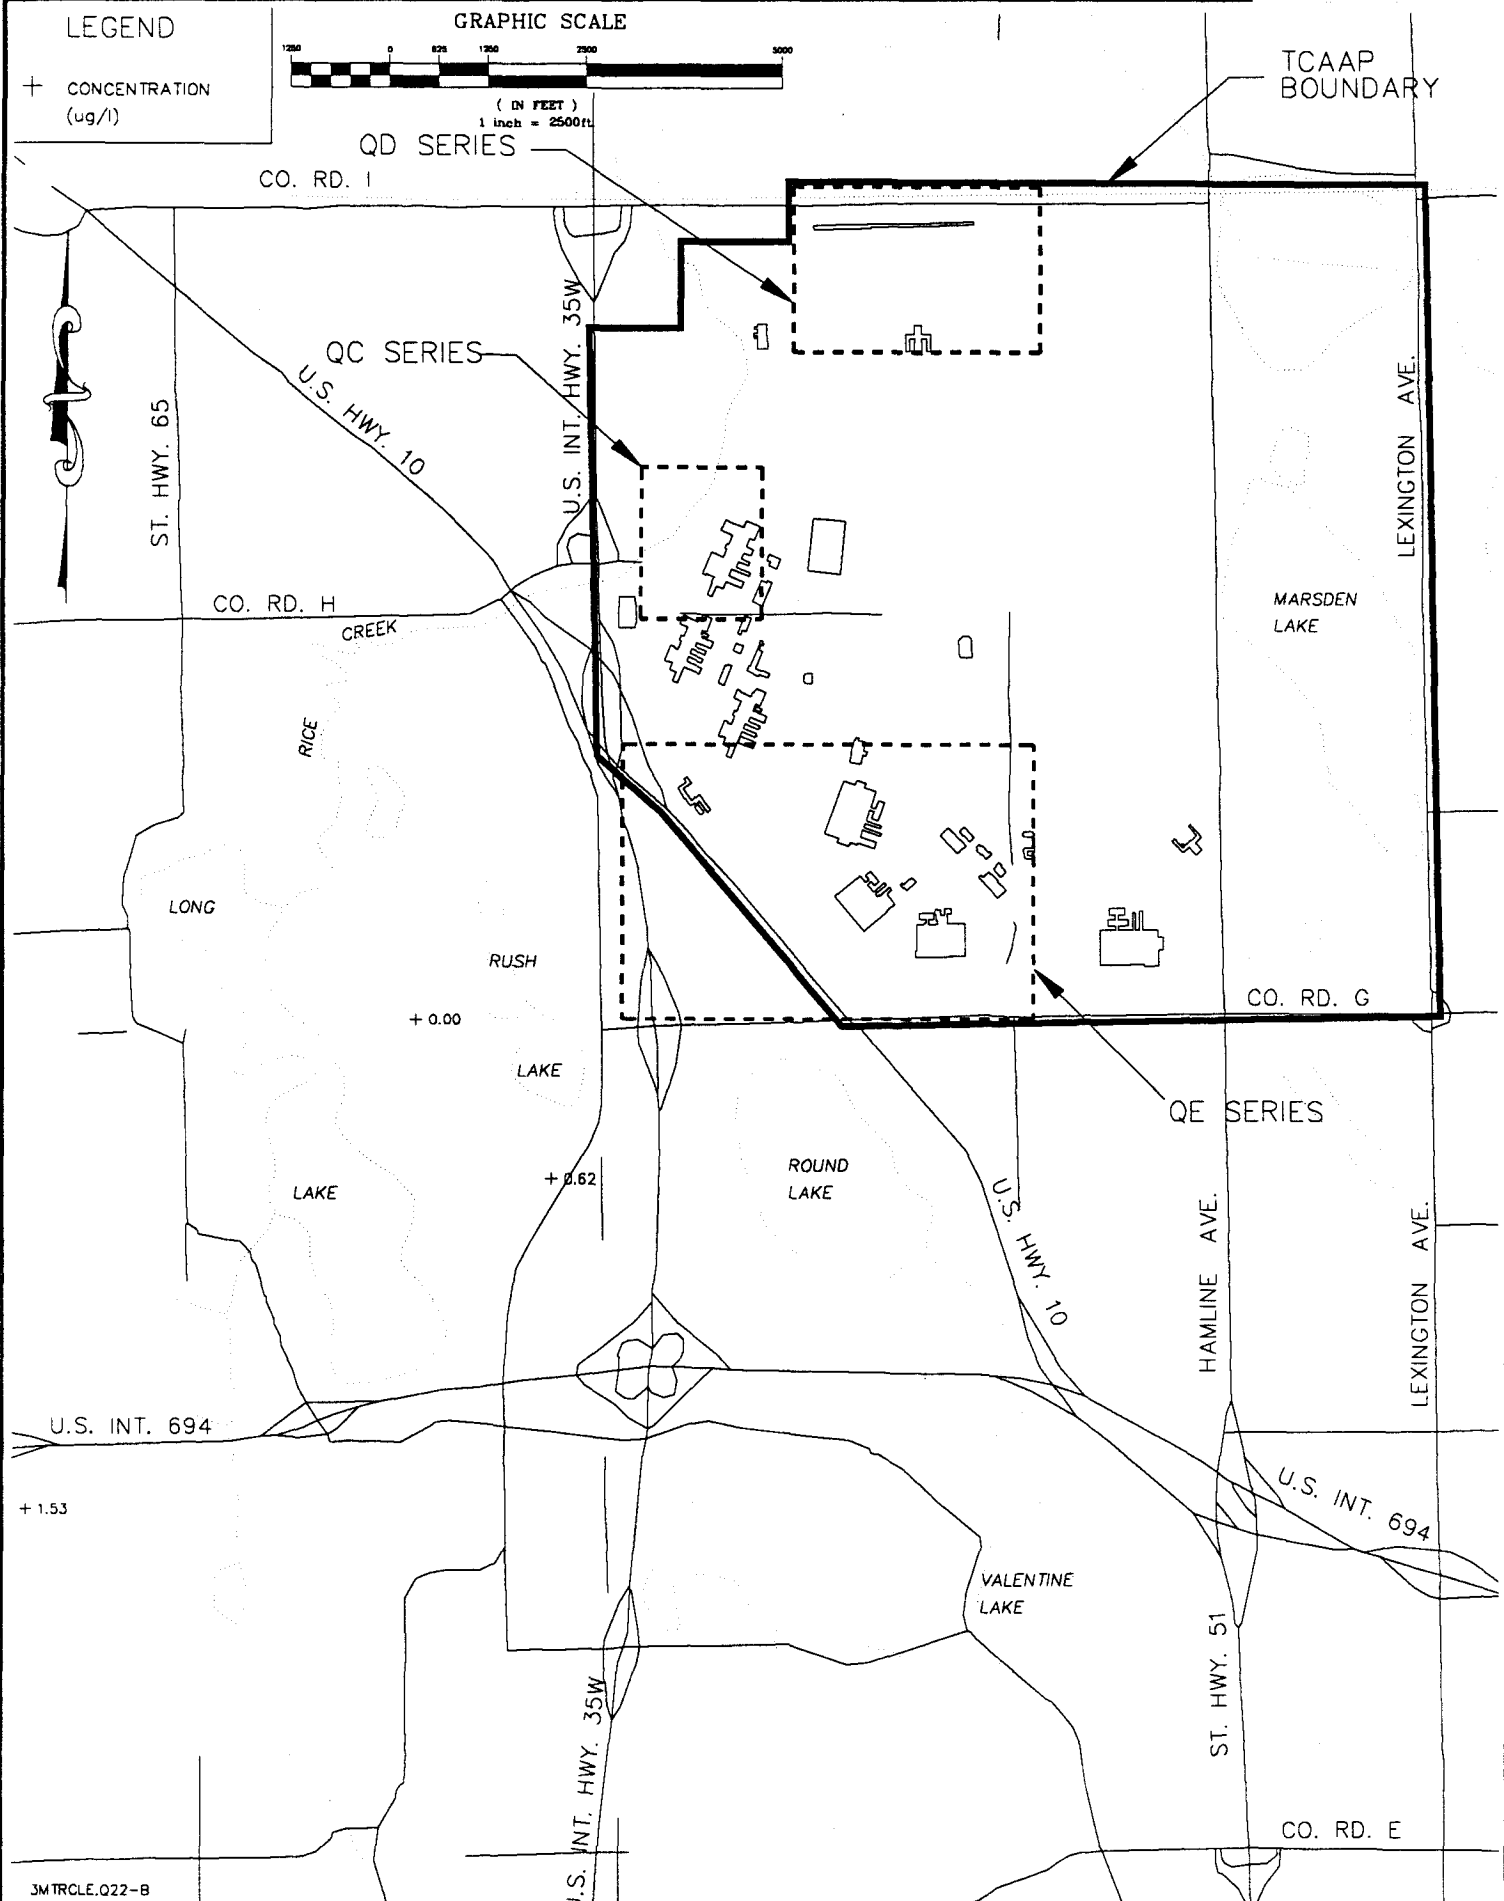 LEGEND
+ CONCENTRATION
(ug/l)
GRAPHIC SCALE
1250 0 625 1250 2500 5000
( IN FEET )
1 inch = 2500ft.
TCAAP
BOUNDARY
QD SERIES
CO. RD. I
U.S. INT. HWY. 35W
QC SERIES
U.S. HWY. 10
ST. HWY. 65
LEXINGTON AVE.
CO. RD. H
CREEK
RICE
MARSDEN
LAKE
LONG
RUSH
+ 0.00
LAKE
CO. RD. G
QE SERIES
+ 0.62
ROUND
LAKE
LAKE
U.S. HWY. 10
HAMLINE AVE.
LEXINGTON AVE.
U.S. INT. 694
+ 1.53
U.S. INT. 694
VALENTINE
LAKE
ST. HWY. 51
U.S. INT. HWY. 35W
CO. RD. E
3MTRCLE.Q22-B